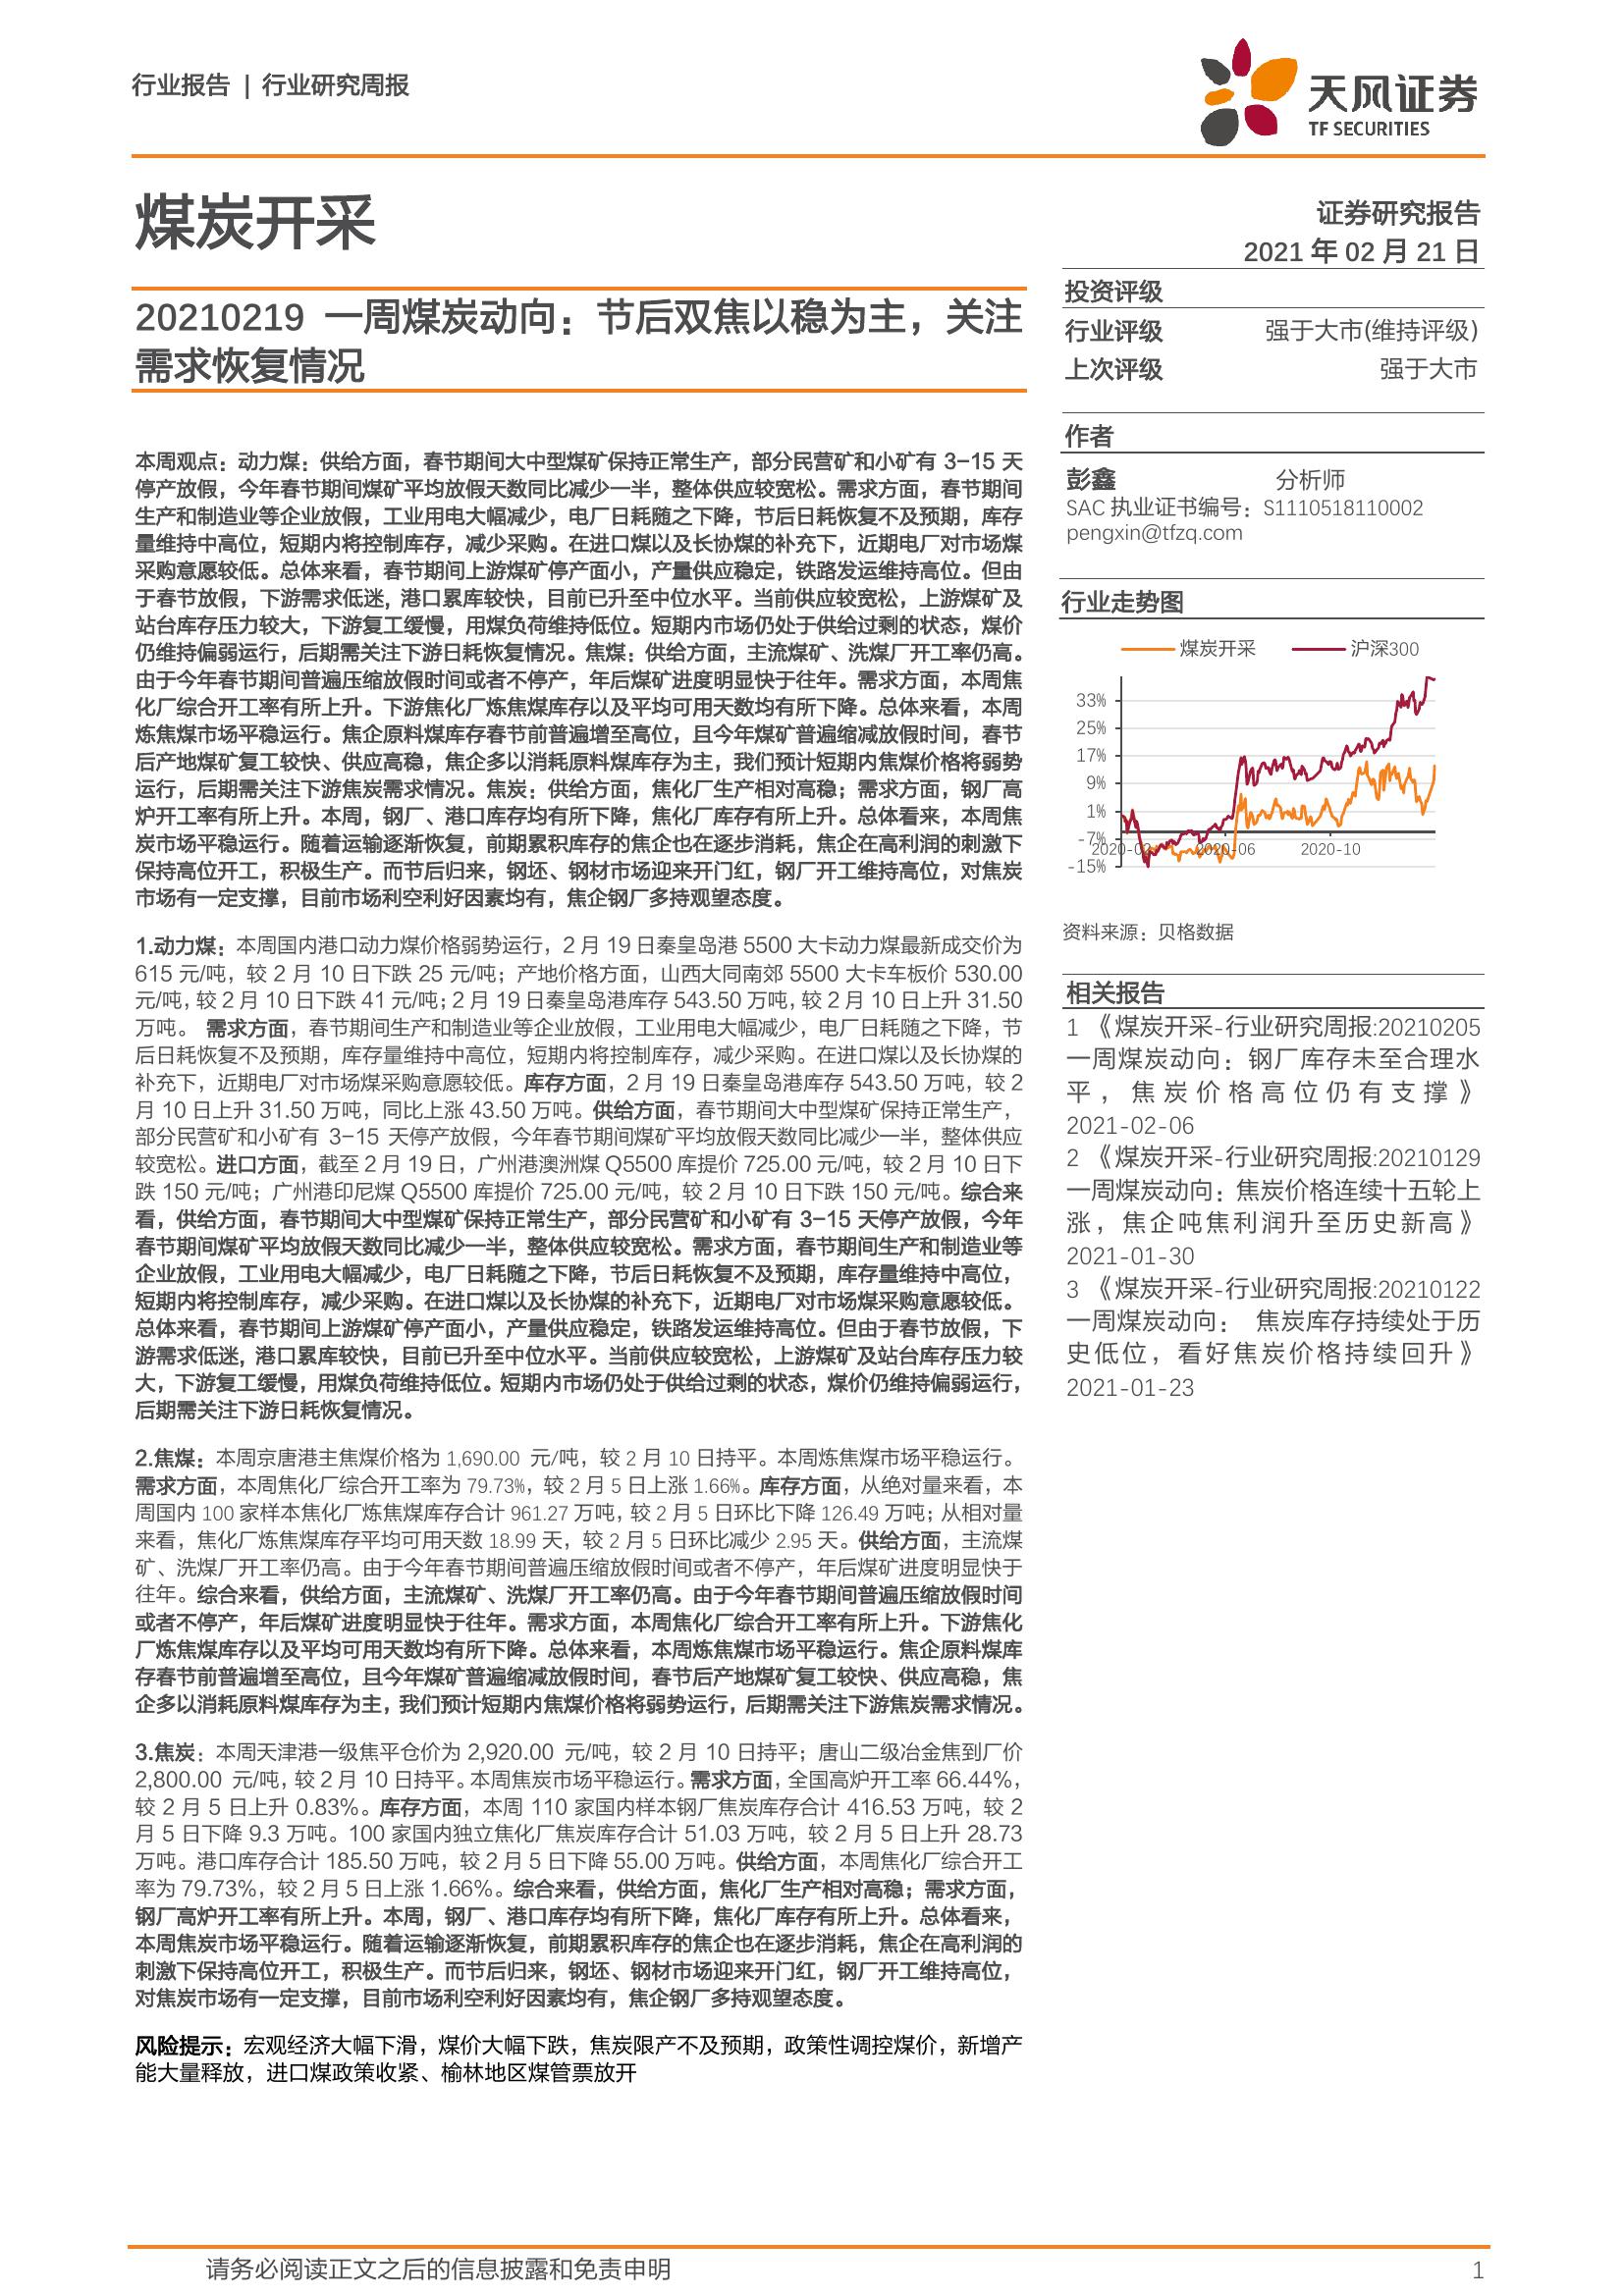 行业报告 | 行业研究周报
天风证券
TF SECURITIES
煤炭开采
证券研究报告
2021 年 02 月 21 日
20210219 一周煤炭动向：节后双焦以稳为主，关注
需求恢复情况
投资评级
行业评级 强于大市(维持评级)
上次评级 强于大市
作者
彭鑫 分析师
SAC 执业证书编号：S1110518110002
pengxin@tfzq.com
行业走势图
煤炭开采 沪深300
33%
25%
17%
9%
1%
-7%
-15%
2020-02 2020-06 2020-10
资料来源：贝格数据
相关报告
1 《煤炭开采-行业研究周报:20210205
一周煤炭动向：钢厂库存未至合理水
平，焦炭价格高位仍有支撑》
2021-02-06
2 《煤炭开采-行业研究周报:20210129
一周煤炭动向：焦炭价格连续十五轮上
涨，焦企吨焦利润升至历史新高》
2021-01-30
3 《煤炭开采-行业研究周报:20210122
一周煤炭动向： 焦炭库存持续处于历
史低位，看好焦炭价格持续回升》
2021-01-23
本周观点：动力煤：供给方面，春节期间大中型煤矿保持正常生产，部分民营矿和小矿有 3-15 天
停产放假，今年春节期间煤矿平均放假天数同比减少一半，整体供应较宽松。需求方面，春节期间
生产和制造业等企业放假，工业用电大幅减少，电厂日耗随之下降，节后日耗恢复不及预期，库存
量维持中高位，短期内将控制库存，减少采购。在进口煤以及长协煤的补充下，近期电厂对市场煤
采购意愿较低。总体来看，春节期间上游煤矿停产面小，产量供应稳定，铁路发运维持高位。但由
于春节放假，下游需求低迷, 港口累库较快，目前已升至中位水平。当前供应较宽松，上游煤矿及
站台库存压力较大，下游复工缓慢，用煤负荷维持低位。短期内市场仍处于供给过剩的状态，煤价
仍维持偏弱运行，后期需关注下游日耗恢复情况。焦煤：供给方面，主流煤矿、洗煤厂开工率仍高。
由于今年春节期间普遍压缩放假时间或者不停产，年后煤矿进度明显快于往年。需求方面，本周焦
化厂综合开工率有所上升。下游焦化厂炼焦煤库存以及平均可用天数均有所下降。总体来看，本周
炼焦煤市场平稳运行。焦企原料煤库存春节前普遍增至高位，且今年煤矿普遍缩减放假时间，春节
后产地煤矿复工较快、供应高稳，焦企多以消耗原料煤库存为主，我们预计短期内焦煤价格将弱势
运行，后期需关注下游焦炭需求情况。焦炭：供给方面，焦化厂生产相对高稳；需求方面，钢厂高
炉开工率有所上升。本周，钢厂、港口库存均有所下降，焦化厂库存有所上升。总体看来，本周焦
炭市场平稳运行。随着运输逐渐恢复，前期累积库存的焦企也在逐步消耗，焦企在高利润的刺激下
保持高位开工，积极生产。而节后归来，钢坯、钢材市场迎来开门红，钢厂开工维持高位，对焦炭
市场有一定支撑，目前市场利空利好因素均有，焦企钢厂多持观望态度。
1.动力煤：本周国内港口动力煤价格弱势运行，2 月 19 日秦皇岛港 5500 大卡动力煤最新成交价为
615 元/吨，较 2 月 10 日下跌 25 元/吨；产地价格方面，山西大同南郊 5500 大卡车板价 530.00
元/吨，较 2 月 10 日下跌 41 元/吨；2 月 19 日秦皇岛港库存 543.50 万吨，较 2 月 10 日上升 31.50
万吨。 需求方面，春节期间生产和制造业等企业放假，工业用电大幅减少，电厂日耗随之下降，节
后日耗恢复不及预期，库存量维持中高位，短期内将控制库存，减少采购。在进口煤以及长协煤的
补充下，近期电厂对市场煤采购意愿较低。库存方面，2 月 19 日秦皇岛港库存 543.50 万吨，较 2
月 10 日上升 31.50 万吨，同比上涨 43.50 万吨。供给方面，春节期间大中型煤矿保持正常生产，
部分民营矿和小矿有 3-15 天停产放假，今年春节期间煤矿平均放假天数同比减少一半，整体供应
较宽松。进口方面，截至 2 月 19 日，广州港澳洲煤 Q5500 库提价 725.00 元/吨，较 2 月 10 日下
跌 150 元/吨；广州港印尼煤 Q5500 库提价 725.00 元/吨，较 2 月 10 日下跌 150 元/吨。综合来
看，供给方面，春节期间大中型煤矿保持正常生产，部分民营矿和小矿有 3-15 天停产放假，今年
春节期间煤矿平均放假天数同比减少一半，整体供应较宽松。需求方面，春节期间生产和制造业等
企业放假，工业用电大幅减少，电厂日耗随之下降，节后日耗恢复不及预期，库存量维持中高位，
短期内将控制库存，减少采购。在进口煤以及长协煤的补充下，近期电厂对市场煤采购意愿较低。
总体来看，春节期间上游煤矿停产面小，产量供应稳定，铁路发运维持高位。但由于春节放假，下
游需求低迷, 港口累库较快，目前已升至中位水平。当前供应较宽松，上游煤矿及站台库存压力较
大，下游复工缓慢，用煤负荷维持低位。短期内市场仍处于供给过剩的状态，煤价仍维持偏弱运行，
后期需关注下游日耗恢复情况。
2.焦煤：本周京唐港主焦煤价格为 1,690.00 元/吨，较 2 月 10 日持平。本周炼焦煤市场平稳运行。
需求方面，本周焦化厂综合开工率为 79.73%，较 2 月 5 日上涨 1.66%。库存方面，从绝对量来看，本
周国内 100 家样本焦化厂炼焦煤库存合计 961.27 万吨，较 2 月 5 日环比下降 126.49 万吨；从相对量
来看，焦化厂炼焦煤库存平均可用天数 18.99 天，较 2 月 5 日环比减少 2.95 天。供给方面，主流煤
矿、洗煤厂开工率仍高。由于今年春节期间普遍压缩放假时间或者不停产，年后煤矿进度明显快于
往年。综合来看，供给方面，主流煤矿、洗煤厂开工率仍高。由于今年春节期间普遍压缩放假时间
或者不停产，年后煤矿进度明显快于往年。需求方面，本周焦化厂综合开工率有所上升。下游焦化
厂炼焦煤库存以及平均可用天数均有所下降。总体来看，本周炼焦煤市场平稳运行。焦企原料煤库
存春节前普遍增至高位，且今年煤矿普遍缩减放假时间，春节后产地煤矿复工较快、供应高稳，焦
企多以消耗原料煤库存为主，我们预计短期内焦煤价格将弱势运行，后期需关注下游焦炭需求情况。
3.焦炭：本周天津港一级焦平仓价为 2,920.00 元/吨，较 2 月 10 日持平；唐山二级冶金焦到厂价
2,800.00 元/吨，较 2 月 10 日持平。本周焦炭市场平稳运行。需求方面，全国高炉开工率 66.44%，
较 2 月 5 日上升 0.83%。库存方面，本周 110 家国内样本钢厂焦炭库存合计 416.53 万吨，较 2
月 5 日下降 9.3 万吨。100 家国内独立焦化厂焦炭库存合计 51.03 万吨，较 2 月 5 日上升 28.73
万吨。港口库存合计 185.50 万吨，较 2 月 5 日下降 55.00 万吨。供给方面，本周焦化厂综合开工
率为 79.73%，较 2 月 5 日上涨 1.66%。综合来看，供给方面，焦化厂生产相对高稳；需求方面，
钢厂高炉开工率有所上升。本周，钢厂、港口库存均有所下降，焦化厂库存有所上升。总体看来，
本周焦炭市场平稳运行。随着运输逐渐恢复，前期累积库存的焦企也在逐步消耗，焦企在高利润的
刺激下保持高位开工，积极生产。而节后归来，钢坯、钢材市场迎来开门红，钢厂开工维持高位，
对焦炭市场有一定支撑，目前市场利空利好因素均有，焦企钢厂多持观望态度。
风险提示：宏观经济大幅下滑，煤价大幅下跌，焦炭限产不及预期，政策性调控煤价，新增产
能大量释放，进口煤政策收紧、榆林地区煤管票放开
请务必阅读正文之后的信息披露和免责申明 1